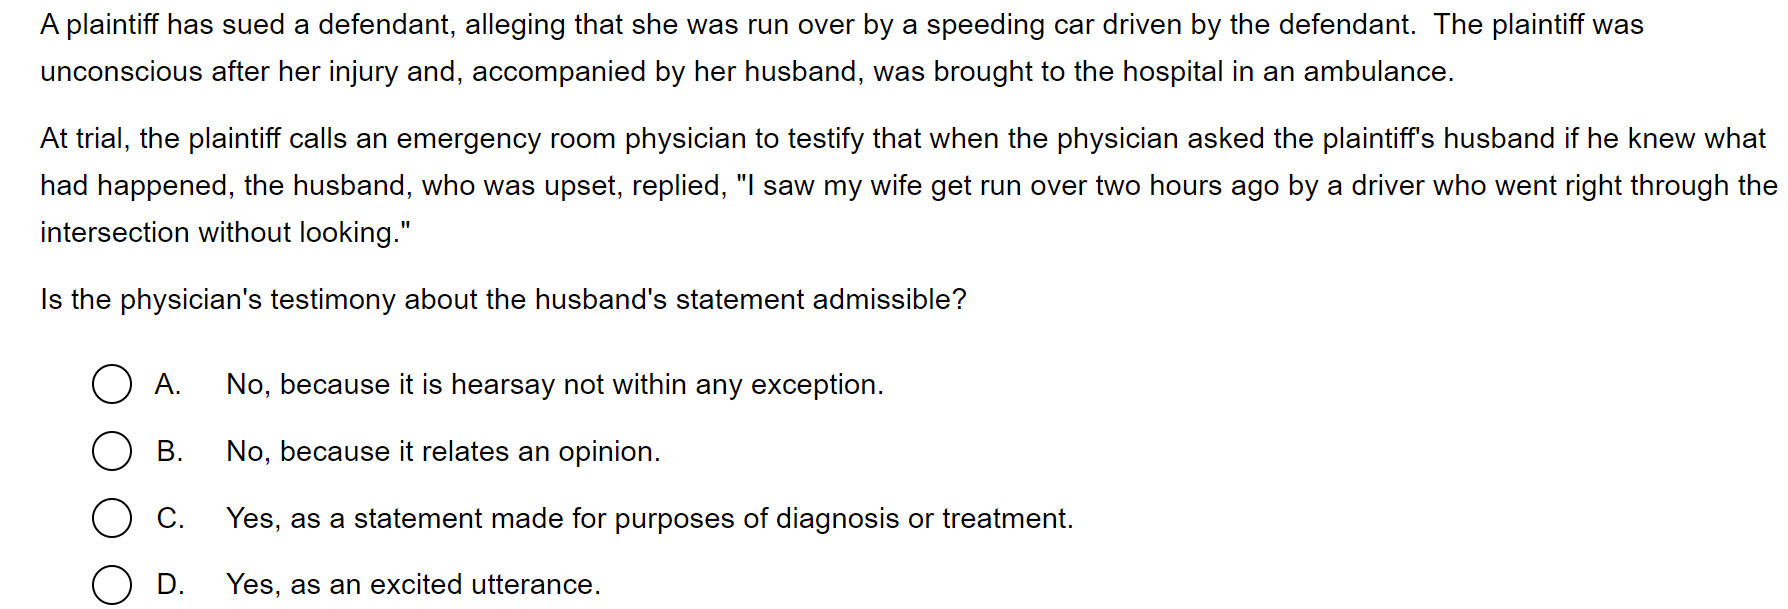 A plaintiff has sued a defendant, alleging that she was run over by a speeding car driven by the defendant.  The plaintiff was
unconscious after her injury and, accompanied by her husband, was brought to the hospital in an ambulance.
At trial, the plaintiff calls an emergency room physician to testify that when the physician asked the plaintiff's husband if he knew what
had happened, the husband, who was upset, replied, "I saw my wife get run over two hours ago by a driver who went right through the
intersection without looking."
Is the physician's testimony about the husband's statement admissible?
A. No, because it is hearsay not within any exception.
B. No, because it relates an opinion.
C. Yes, as a statement made for purposes of diagnosis or treatment.
D. Yes, as an excited utterance.